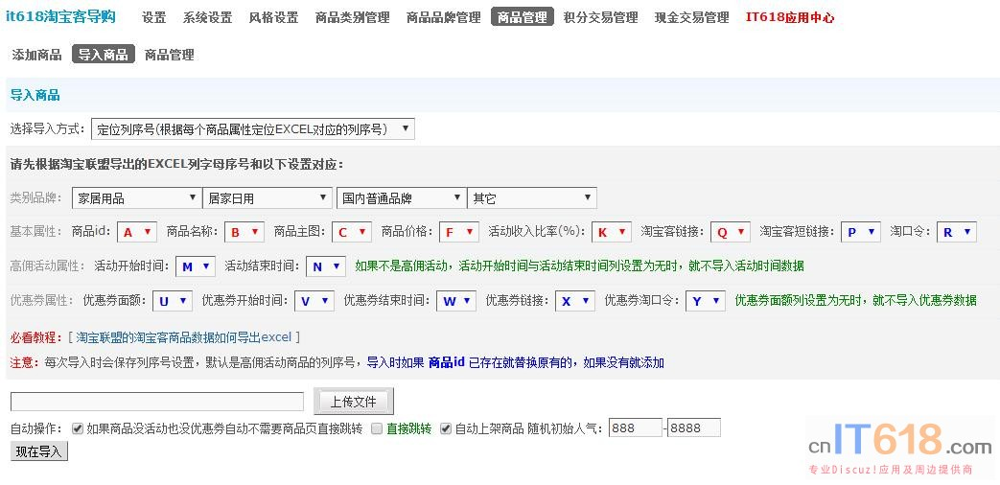 it618淘宝客导购 设置 系统设置 风格设置 商品类别管理 商品品牌管理 商品管理 积分交易管理 现金交易管理 IT618应用中心
添加商品 导入商品 商品管理
导入商品
选择导入方式: 定位列序号(根据每个商品属性定位EXCEL对应的列序号)
请先根据淘宝联盟导出的EXCEL列字母序号和以下设置对应:
类别品牌: 家居用品 居家日用 国内普通品牌 其它
基本属性: 商品id: A 商品名称: B 商品主图: C 商品价格: F 活动收入比率(%): K 淘宝客链接: Q 淘宝客短链接: P 淘口令: R
高佣活动属性: 活动开始时间: M 活动结束时间: N 如果不是高佣活动，活动开始时间与活动结束时间列设置为无时，就不导入活动时间数据
优惠券属性: 优惠券面额: U 优惠券开始时间: V 优惠券结束时间: W 优惠券链接: X 优惠券淘口令: Y 优惠券面额列设置为无时，就不导入优惠券数据
必看教程: [ 淘宝联盟的淘宝客商品数据如何导出excel ]
注意: 每次导入时会保存列序号设置，默认是高佣活动商品的列序号，导入时如果 商品id 已存在就替换原有的，如果没有就添加
上传文件
自动操作: 如果商品没活动也没优惠券自动不需要商品页直接跳转 直接跳转 自动上架商品 随机初始人气: 888-8888
现在导入
cnIT618.com
专业Discuz!应用及周边提供商